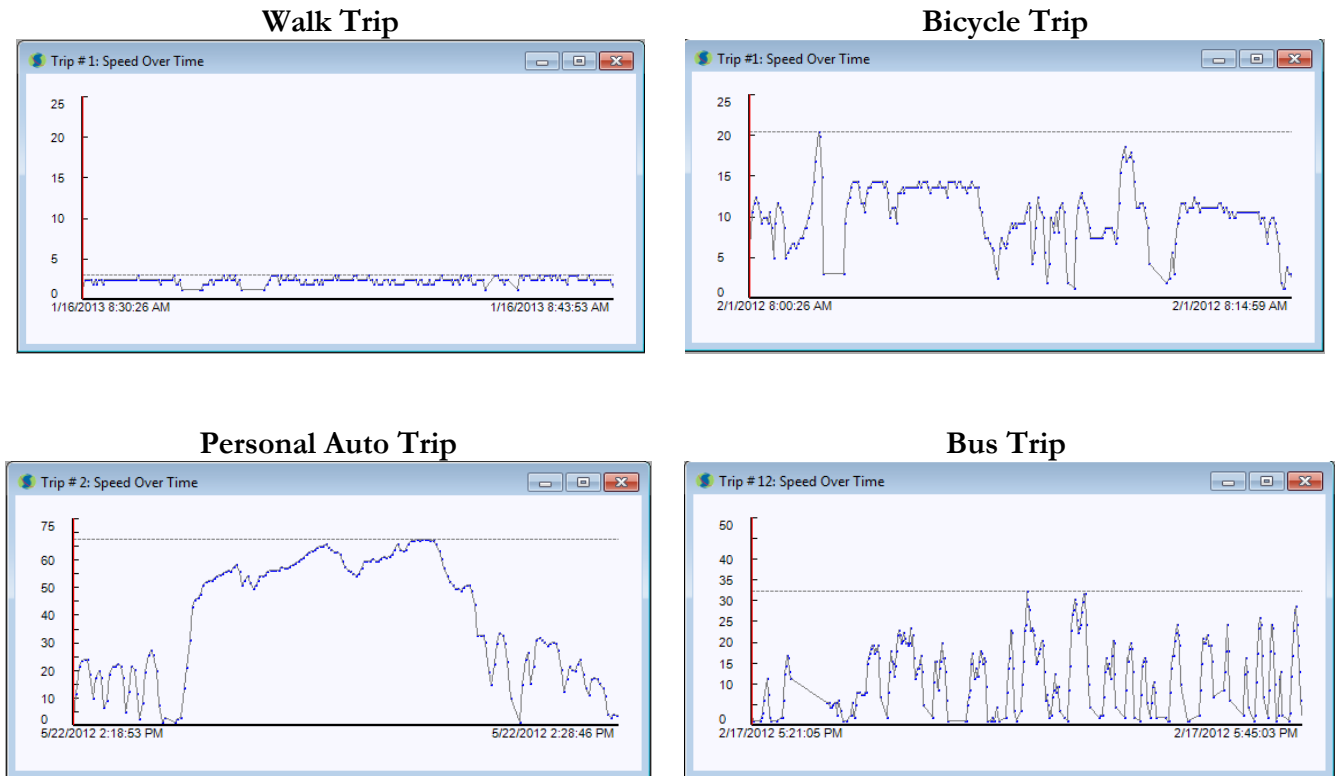 Walk Trip
Trip # 1: Speed Over Time
25
20
15
10
5
0
1/16/2013 8:30:26 AM 1/16/2013 8:43:53 AM
Bicycle Trip
Trip #1: Speed Over Time
25
20
15
10
5
0
2/1/2012 8:00:26 AM 2/1/2012 8:14:59 AM
Personal Auto Trip
Trip # 2: Speed Over Time
75
60
50
40
30
20
10
0
5/22/2012 2:18:53 PM 5/22/2012 2:28:46 PM
Bus Trip
Trip # 12: Speed Over Time
50
40
35
30
25
20
15
10
0
2/17/2012 5:21:05 PM 2/17/2012 5:45:03 PM